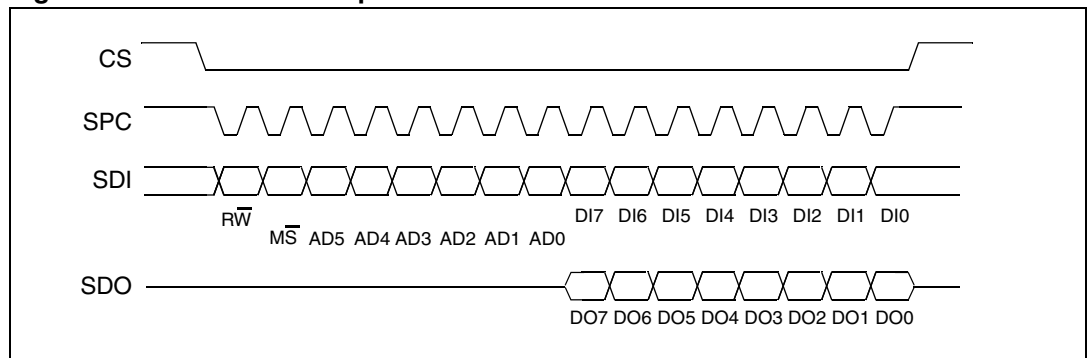 CS
SPC
SDI
RW̅
DI7 DI6 DI5 DI4 DI3 DI2 DI1 DI0
MS̅ AD5 AD4 AD3 AD2 AD1 AD0
SDO
DO7 DO6 DO5 DO4 DO3 DO2 DO1 DO0